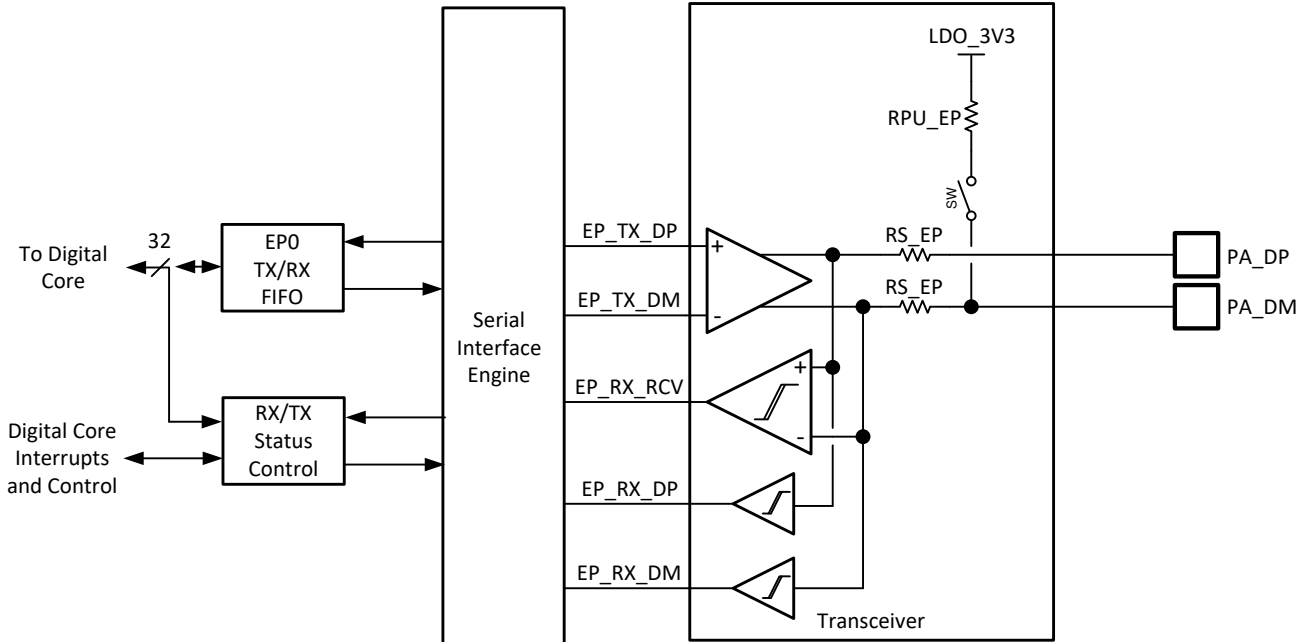 LDO_3V3
RPU_EP
SW
32
To Digital
Core
EP0
TX/RX
FIFO
EP_TX_DP
+
RS_EP
PA_DP
EP_TX_DM
-
RS_EP
PA_DM
Serial
Interface
Engine
EP_RX_RCV
+
-
RX/TX
Status
Control
Digital Core
Interrupts
and Control
EP_RX_DP
EP_RX_DM
Transceiver